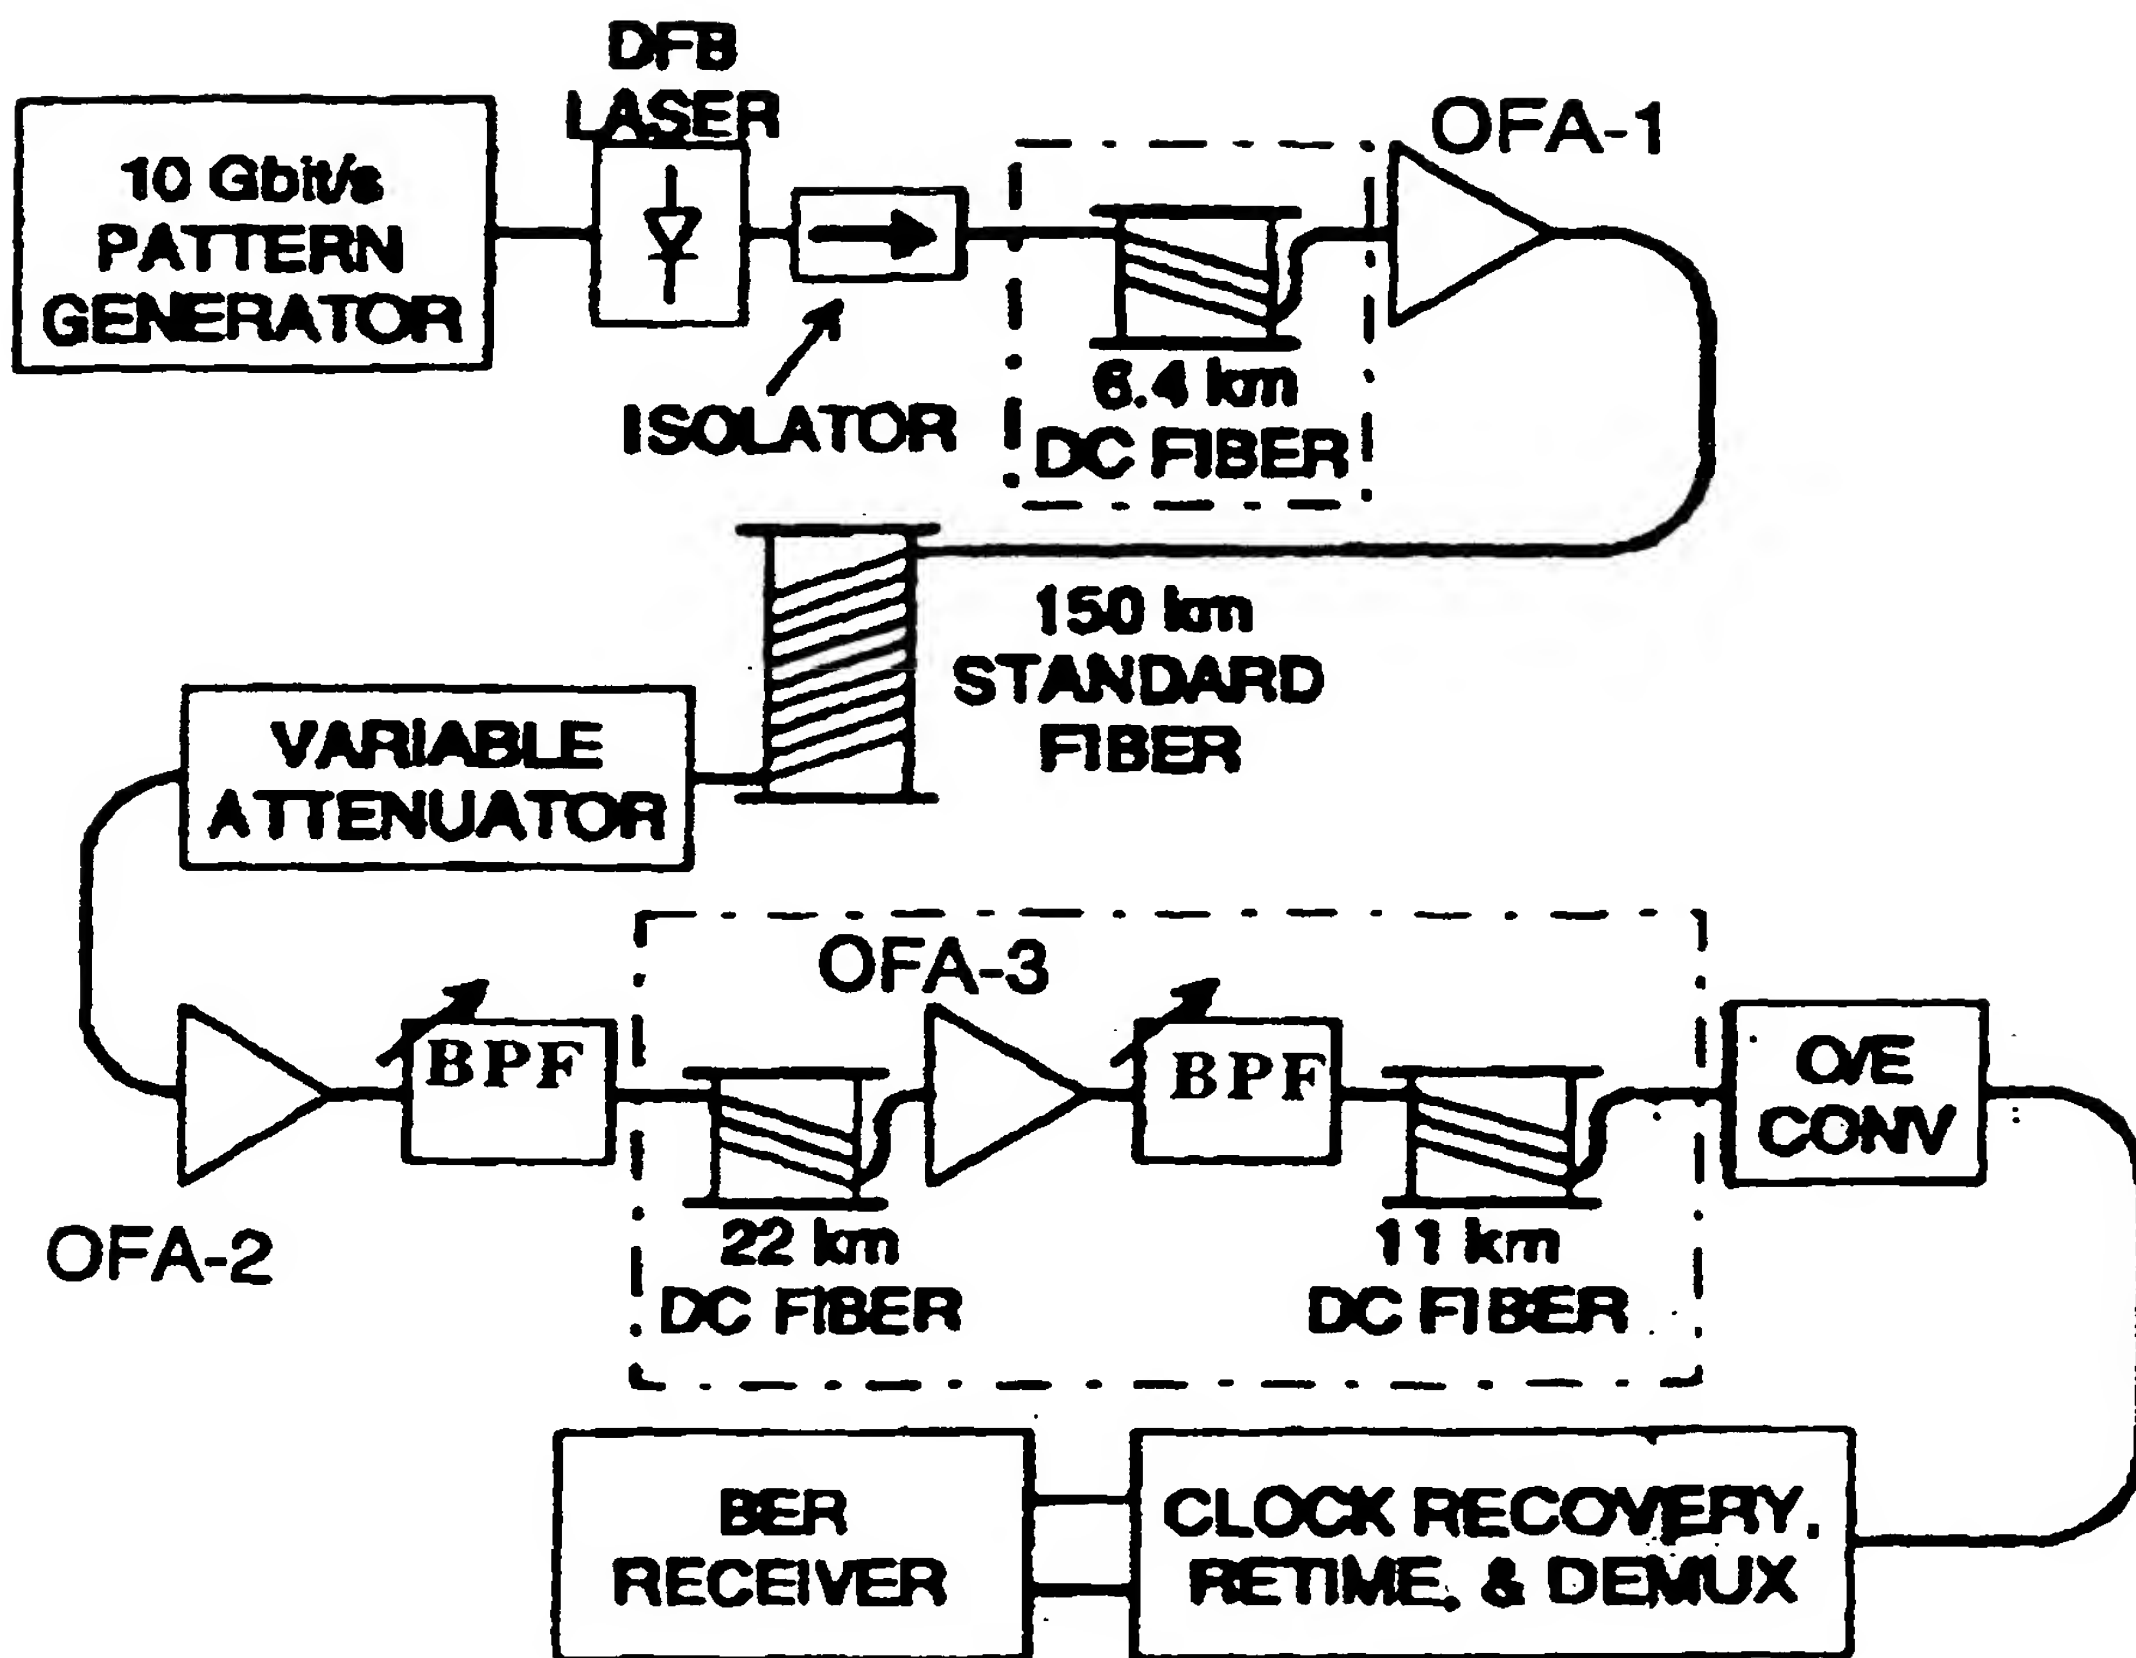 DFB
LASER
10 Gbit/s
PATTERN
GENERATOR
ISOLATOR
6.4 km
DC FIBER
OFA-1
150 km
STANDARD
FIBER
VARIABLE
ATTENUATOR
OFA-2
BPF
22 km
DC FIBER
OFA-3
BPF
11 km
DC FIBER
O/E
CONV
CLOCK RECOVERY,
RETIME, & DEMUX
BER
RECEIVER